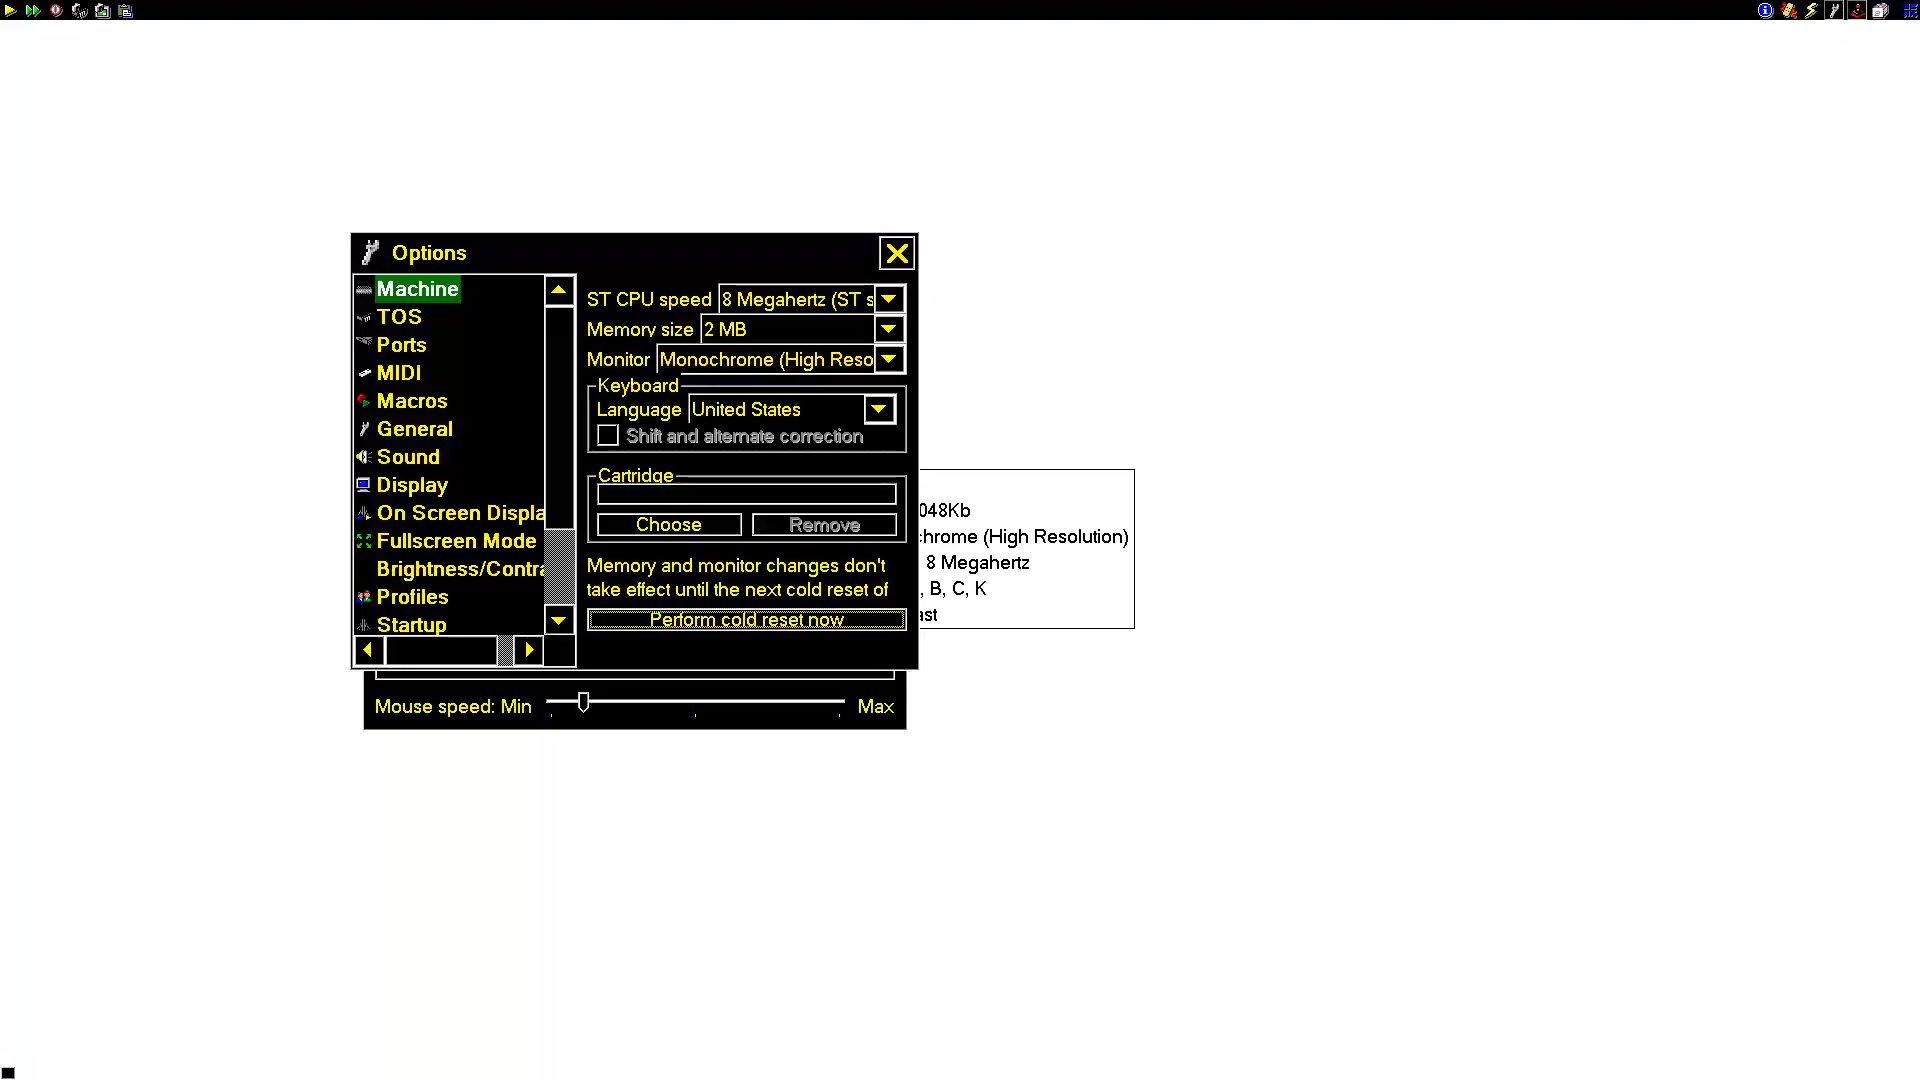 Options
Machine
TOS
Ports
MIDI
Macros
General
Sound
Display
On Screen Displa
Fullscreen Mode
Brightness/Contra
Profiles
Startup
ST CPU speed 8 Megahertz (ST s
Memory size 2 MB
Monitor Monochrome (High Reso
Keyboard
Language United States
Shift and alternate correction
Cartridge
Choose Remove
Memory and monitor changes don't
take effect until the next cold reset of
Perform cold reset now
048Kb
chrome (High Resolution)
8 Megahertz
, B, C, K
ast
Mouse speed: Min Max